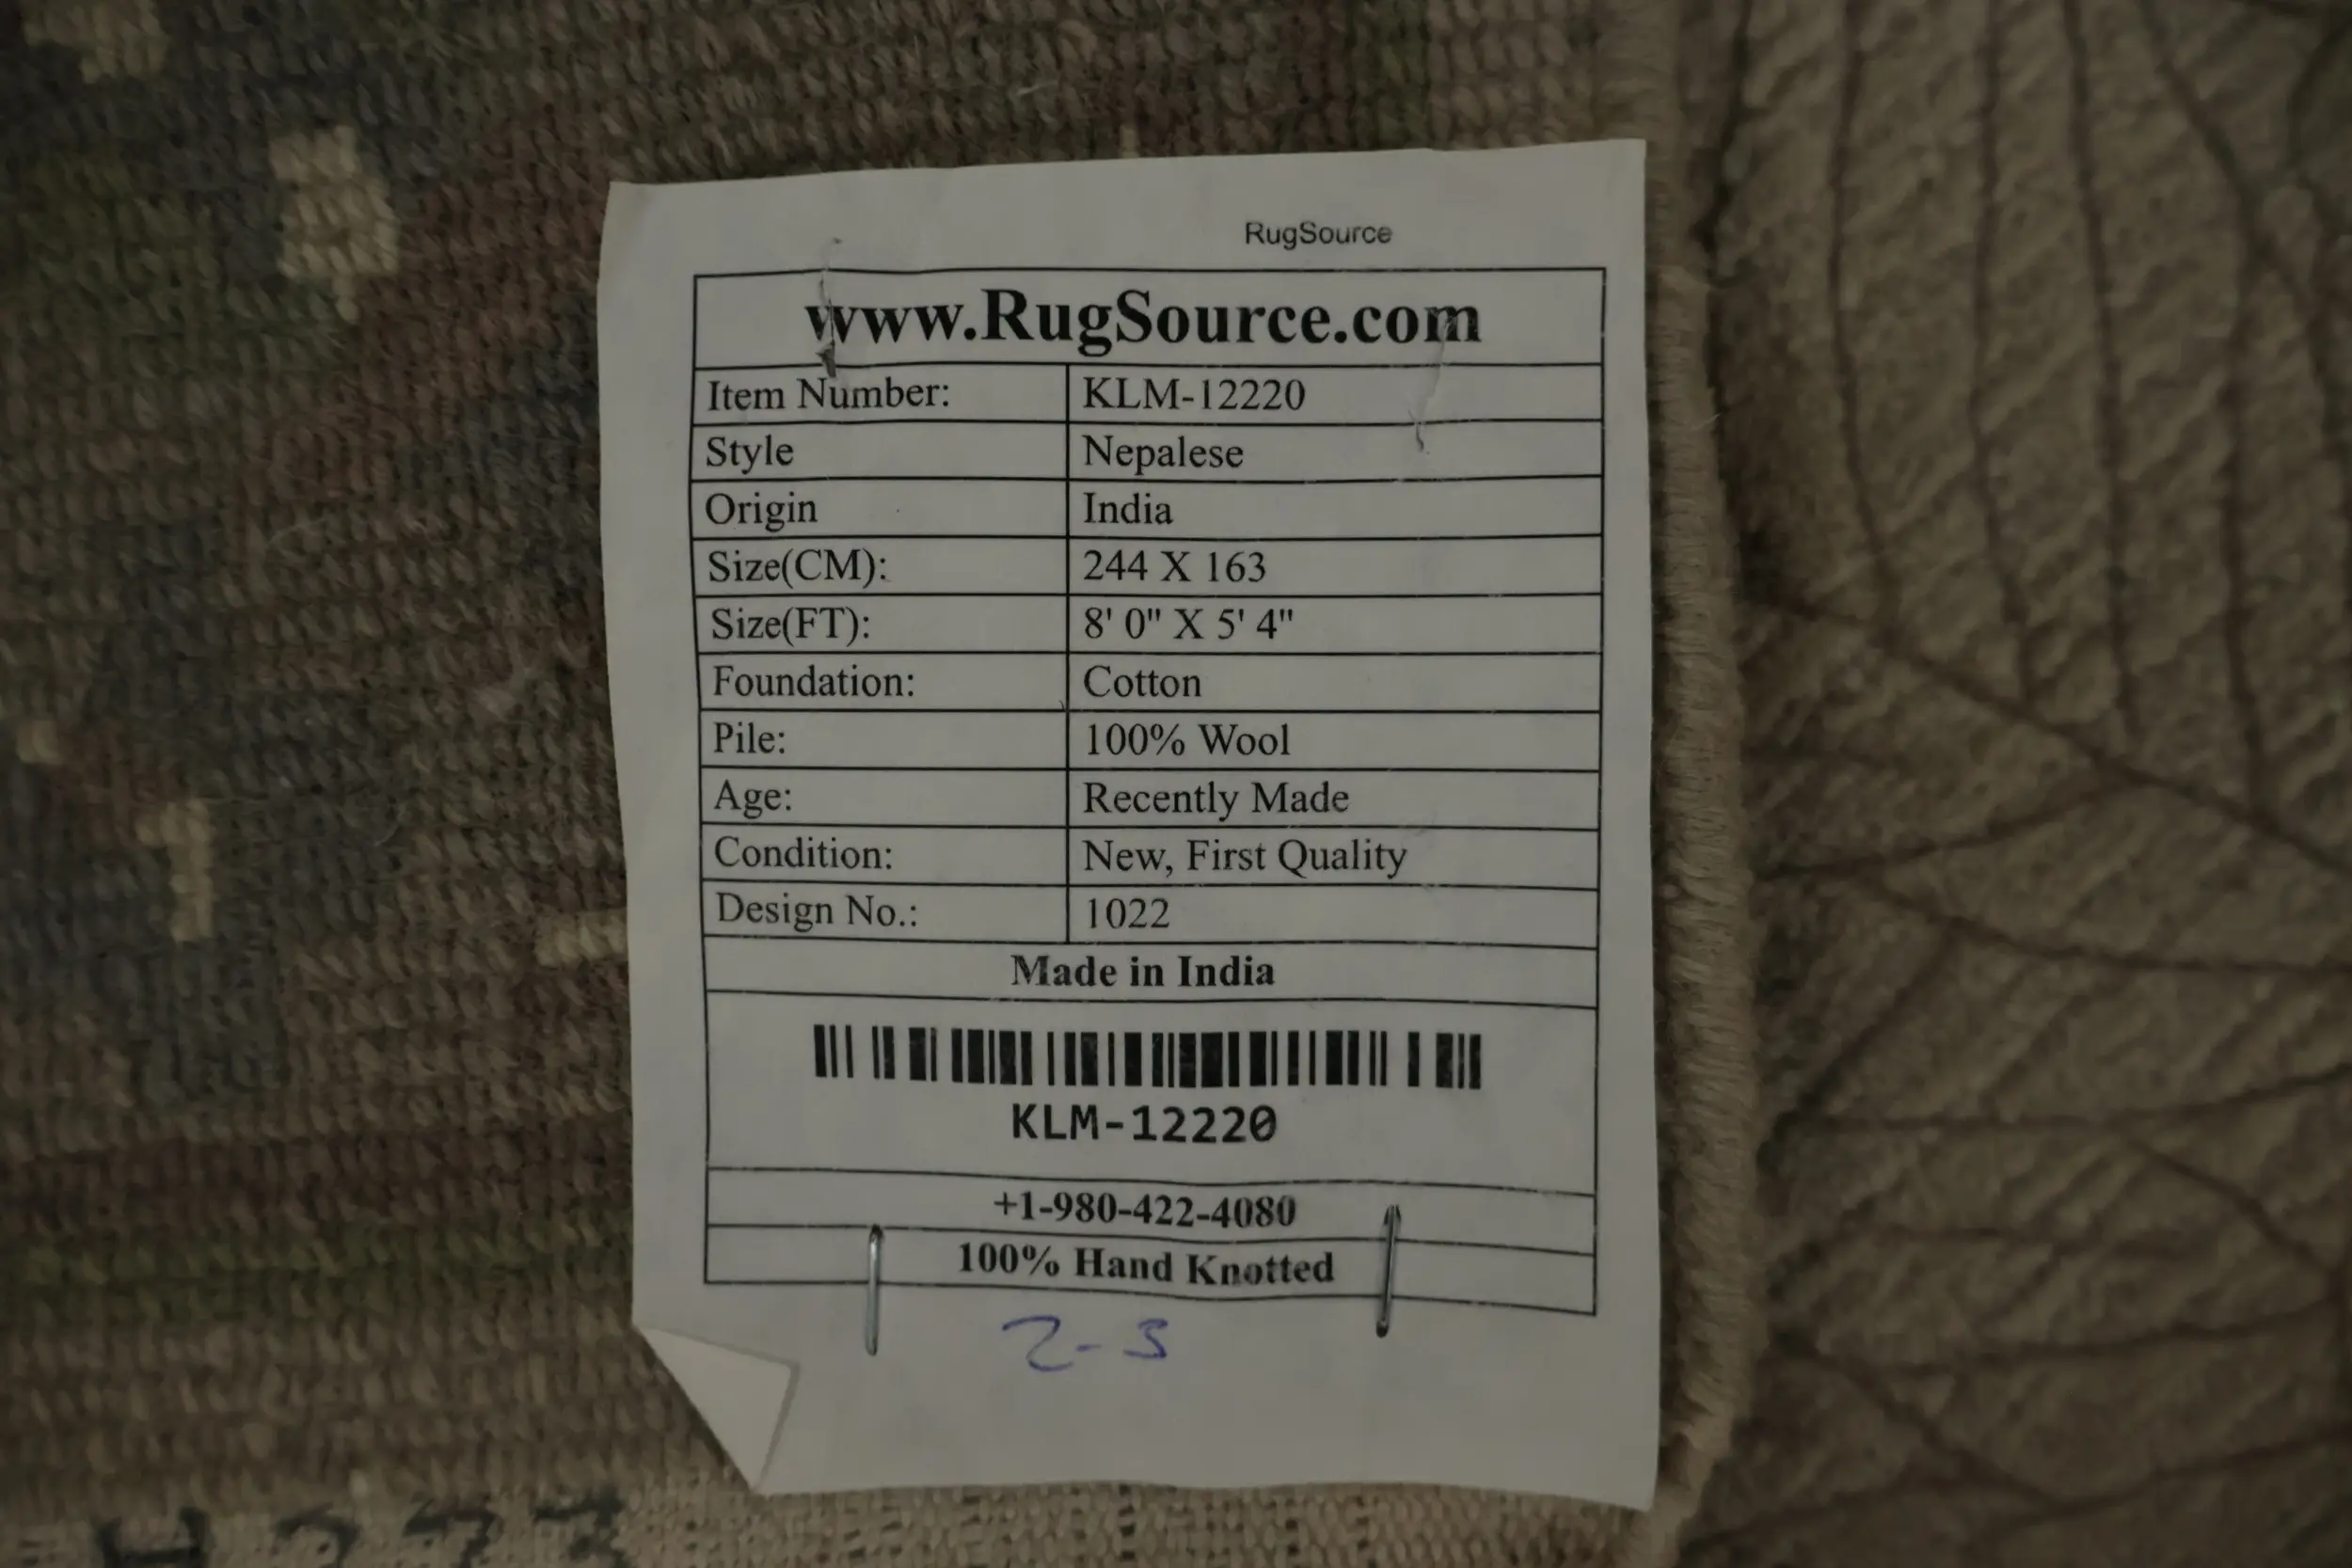 RugSource
www.RugSource.com
Item Number: KLM-12220
Style Nepalese
Origin India
Size(CM): 244 X 163
Size(FT): 8' 0" X 5' 4"
Foundation: Cotton
Pile: 100% Wool
Age: Recently Made
Condition: New, First Quality
Design No.: 1022
Made in India
KLM-12220
+1-980-422-4080
100% Hand Knotted
2-3